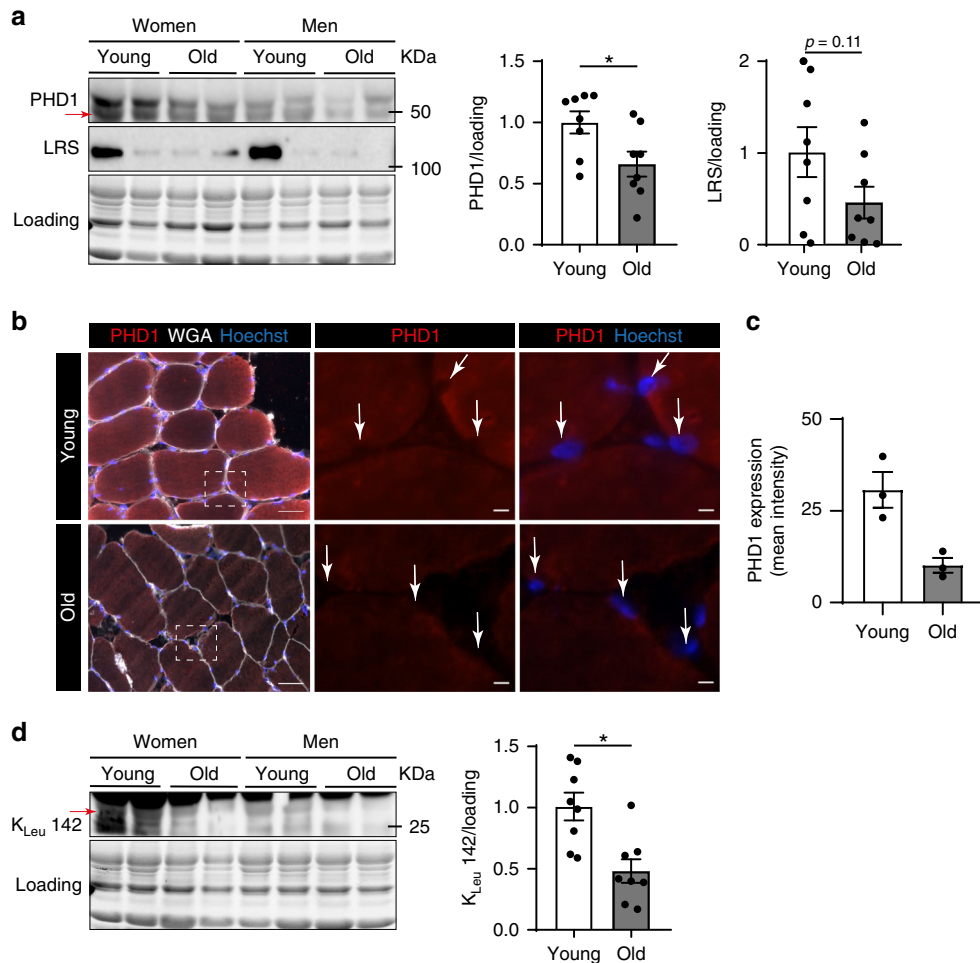 a
Women Men
Young Old Young Old KDa
PHD1
50
LRS
100
Loading
PHD1/loading
1.5
1.0
0.5
0.0
*
Young Old
LRS/loading
2
1
0
p = 0.11
Young Old
b
PHD1 WGA Hoechst
PHD1
PHD1 Hoechst
Young
Old
c
PHD1 expression
(mean intensity)
50
25
0
Young Old
d
Women Men
Young Old Young Old KDa
K_Leu 142
25
Loading
K_Leu 142/loading
1.5
1.0
0.5
0.0
*
Young Old